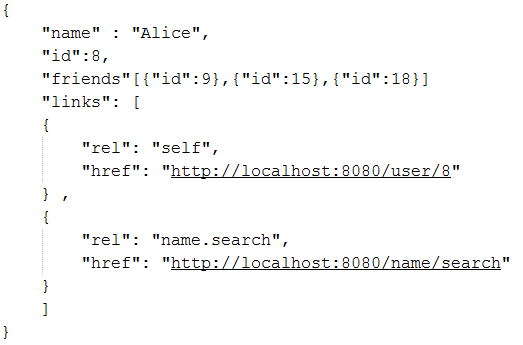 {
"name" : "Alice",
"id":8,
"friends"[{"id":9},{"id":15},{"id":18}]
"links": [
{
"rel": "self",
"href": "http://localhost:8080/user/8"
} ,
{
"rel": "name.search",
"href": "http://localhost:8080/name/search"
}
]
}